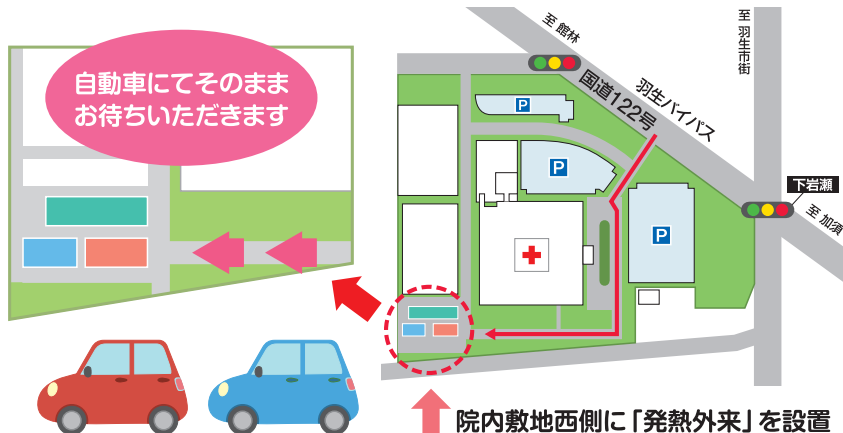 自動車にてそのまま
お待ちいただきます
至 館林
国道122号
羽生バイパス
至 羽生市街
下岩瀬
至 加須
P
P
P
院内敷地西側に「発熱外来」を設置